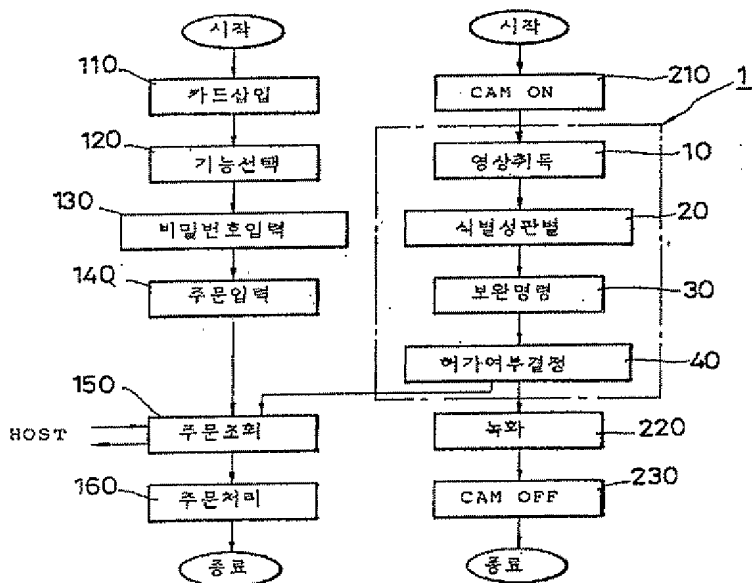 시작
110
카드삽입
120
기능선택
130
비밀번호입력
140
주문입력
150
HOST
주문조회
160
주문처리
종료
시작
210
CAM ON
1
10
영상취득
20
식별성판별
30
보완명령
40
허가여부결정
녹화
220
230
CAM OFF
종료